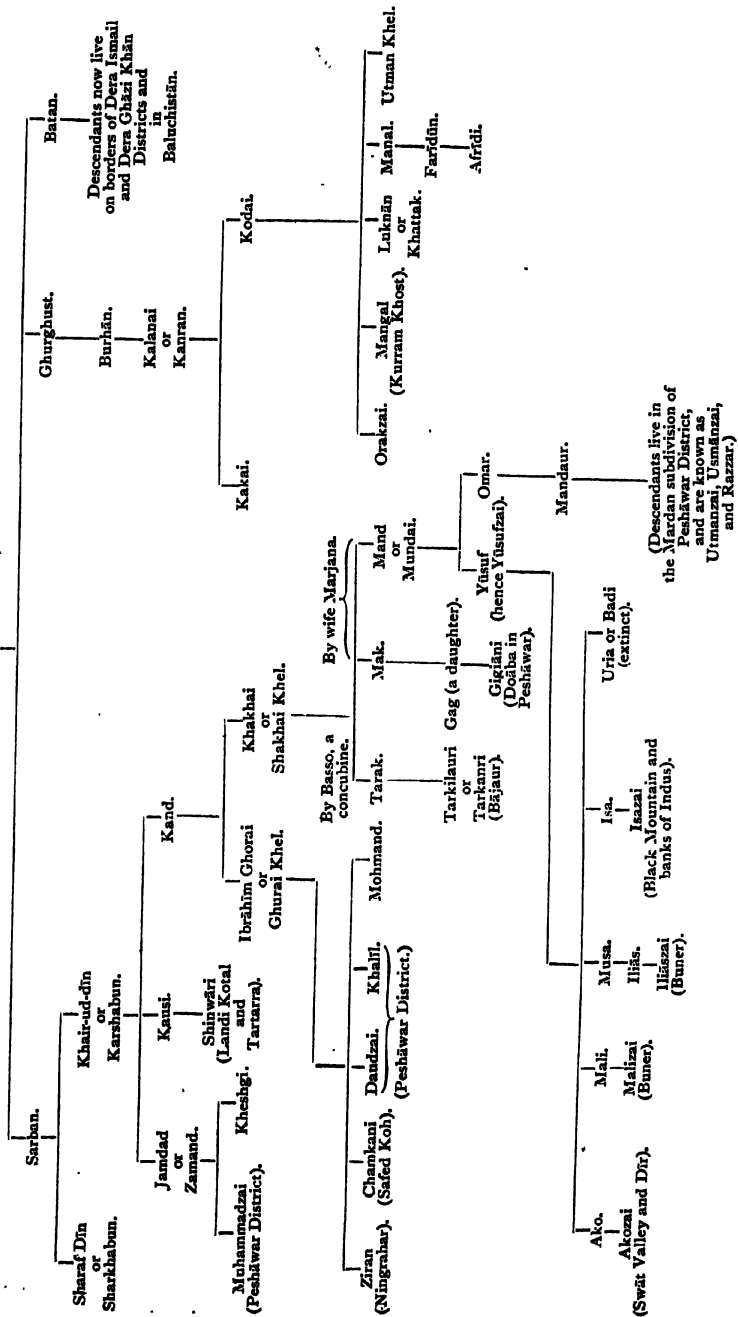 Sarban.
Ghurghust.
Batan.
Descendants now live
on borders of Dera Ismail
and Dera Ghāzi Khān
Districts and
in
Baluchistān.
Sharaf Dīn
or
Sharkhabun.
Khair-ud-dīn
or
Karshabun.
Burhān.
Kalanai
or
Kanran.
Jamdad
or
Zamand.
Kausi.
Kand.
Shinwāri
(Landi Kotal
and
Tartarra).
Kakai.
Kodai.
Muhammadzai
(Peshāwar District).
Kheshgi.
Ibrāhīm Ghorai
or
Ghurai Khel.
Khakhai
or
Shakhai Khel.
Orakzai.
Mangal
(Kurram Khost).
Luknān
or
Khattak.
Manal.
Farīdūn.
Afrīdi.
Utman Khel.
By Basso, a
concubine.
By wife Marjana.
Ziran
(Ningrahar).
Chamkani
(Safed Koh).
Daudzai.
Khalīl.
(Peshāwar District.)
Mohmand.
Tarak.
Mak.
Mand
or
Mundai.
Tarkilauri
or
Tarkanri
(Bājaur).
Gag (a daughter).
Gigiāni
(Doāba in
Peshāwar).
Yūsuf
(hence Yūsufzai).
Omar.
Mandaur.
(Descendants live in
the Mardan subdivision of
Peshāwar District,
and are known as
Utmanzai, Usmānzai,
and Razzar.)
Ako.
Akozai
(Swāt Valley and Dīr).
Mali.
Malizai
(Buner).
Musa.
Iliās.
Iliāszai
(Buner).
Isa.
Isazai
(Black Mountain and
banks of Indus).
Uria or Badi
(extinct).